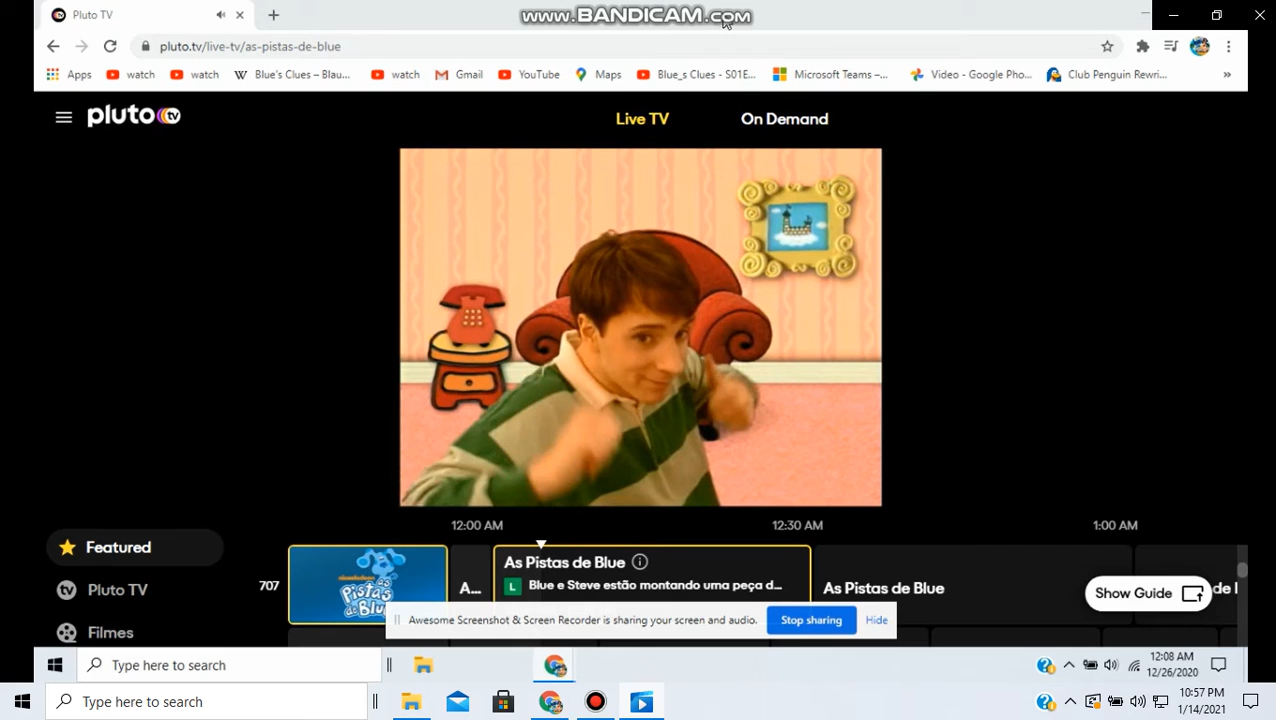 Pluto TV
www.BANDICAM.com
pluto.tv/live-tv/as-pistas-de-blue
Apps watch watch Blue's Clues – Blau... watch Gmail YouTube Maps Blue_s Clues - S01E... Microsoft Teams –... Video - Google Pho... Club Penguin Rewri... »
pluto tv
Live TV On Demand
12:00 AM 12:30 AM 1:00 AM
Featured
Pluto TV
Filmes
707
nickelodeon
As Pistas de Blue
A...
As Pistas de Blue
L Blue e Steve estão montando uma peça d...
As Pistas de Blue
Show Guide
Awesome Screenshot & Screen Recorder is sharing your screen and audio. Stop sharing Hide
Type here to search
12:08 AM
12/26/2020
Type here to search
10:57 PM
1/14/2021